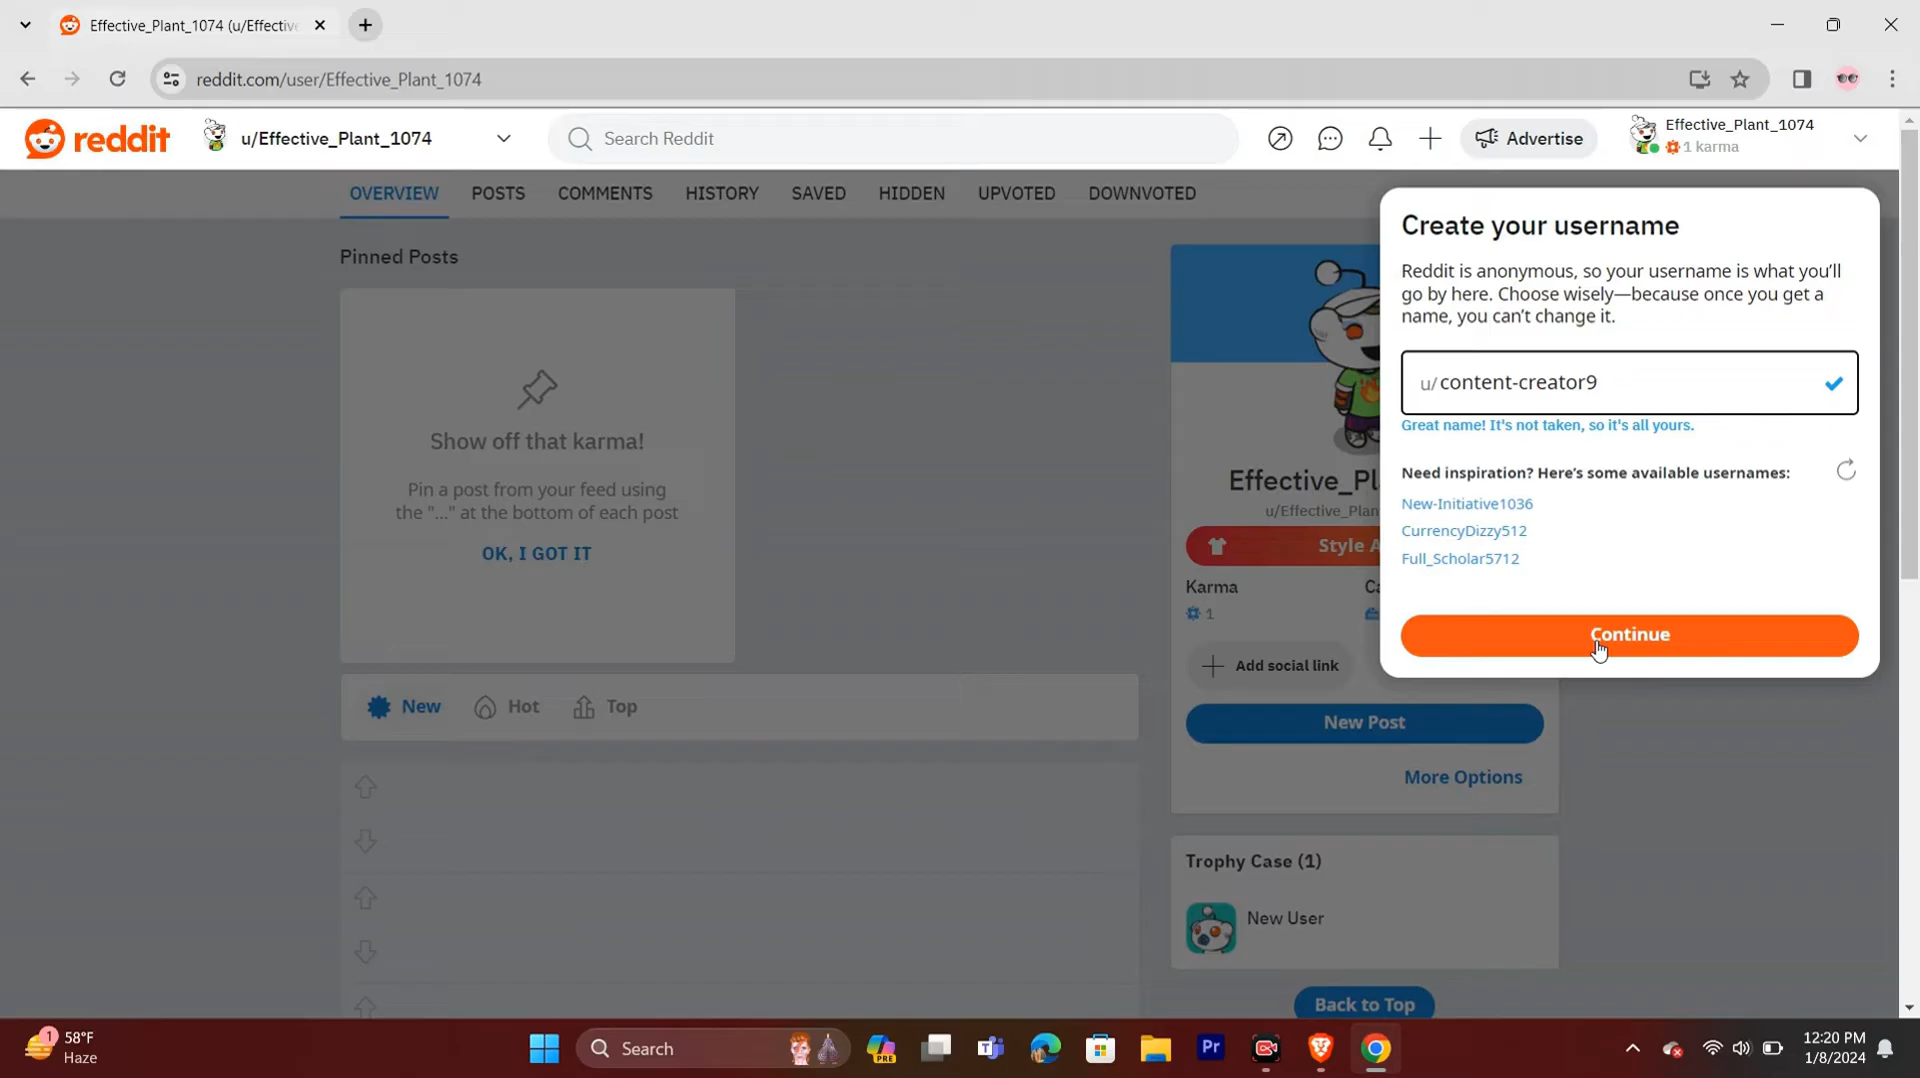 Effective_Plant_1074 (u/Effectiv
reddit.com/user/Effective_Plant_1074
reddit
u/Effective_Plant_1074
Search Reddit
Advertise
Effective_Plant_1074
1 karma
OVERVIEW POSTS COMMENTS HISTORY SAVED HIDDEN UPVOTED DOWNVOTED
Pinned Posts
Show off that karma!
Pin a post from your feed using
the "..." at the bottom of each post
OK, I GOT IT
New Hot Top
Effective_Pl
u/Effective_Plan
Style A
Karma Ca
1
Add social link
New Post
More Options
Trophy Case (1)
New User
Back to Top
Create your username
Reddit is anonymous, so your username is what you'll
go by here. Choose wisely—because once you get a
name, you can't change it.
u/content-creator9
Great name! It's not taken, so it's all yours.
Need inspiration? Here's some available usernames:
New-Initiative1036
CurrencyDizzy512
Full_Scholar5712
Continue
1
58°F
Haze
Search
PRE
Pr
12:20 PM
1/8/2024